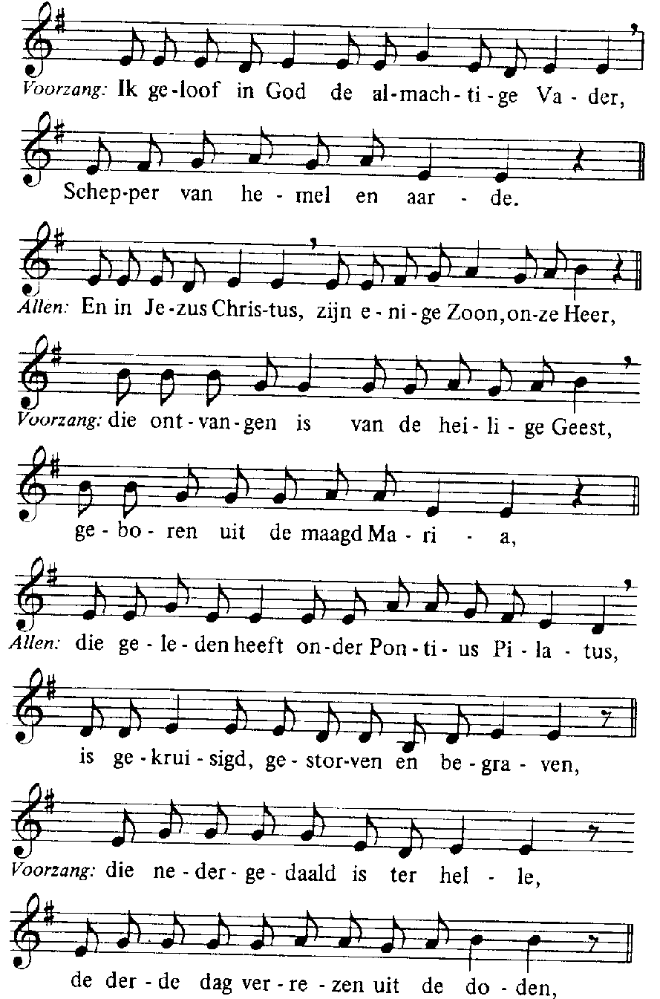 Voorzang: Ik ge-loof in God de al-mach-ti-ge Va-der,
Schep-per van he-mel en aar-de.
Allen: En in Je-zus Chris-tus, zijn e-ni-ge Zoon, on-ze Heer,
Voorzang: die ont-van-gen is van de hei-li-ge Geest,
ge-bo-ren uit de maagd Ma-ri-a,
Allen: die ge-le-den heeft on-der Pon-ti-us Pi-la-tus,
is ge-krui-sigd, ge-stor-ven en be-gra-ven,
Voorzang: die ne-der-ge-daald is ter hel-le,
de der-de dag ver-re-zen uit de do-den,